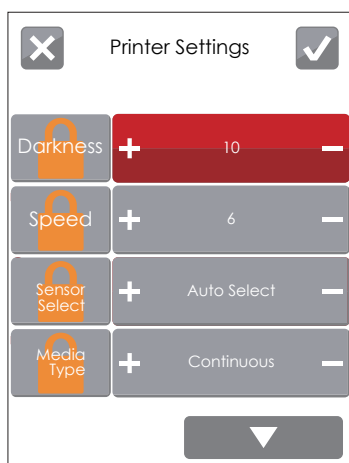 Printer Settings
Darkness
+ 10 -
Speed
+ 6 -
Sensor
Select
+ Auto Select -
Media
Type
+ Continuous -